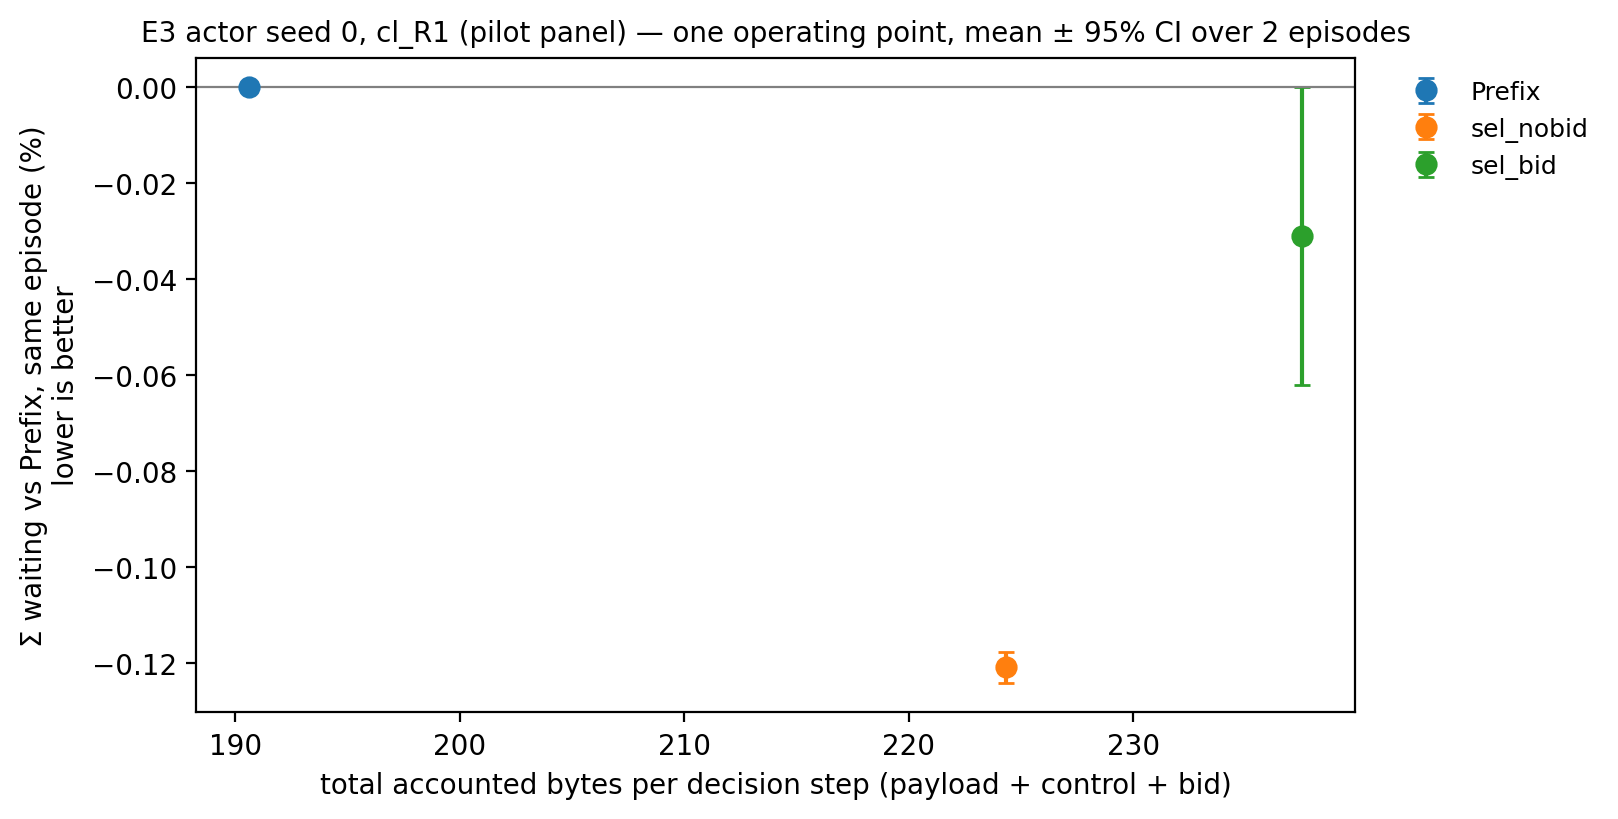 E3 actor seed 0, cl_R1 (pilot panel) — one operating point, mean ± 95% CI over 2 episodes
Σ waiting vs Prefix, same episode (%)
lower is better
0.00
−0.02
−0.04
−0.06
−0.08
−0.10
−0.12
190
200
210
220
230
total accounted bytes per decision step (payload + control + bid)
Prefix
sel_nobid
sel_bid